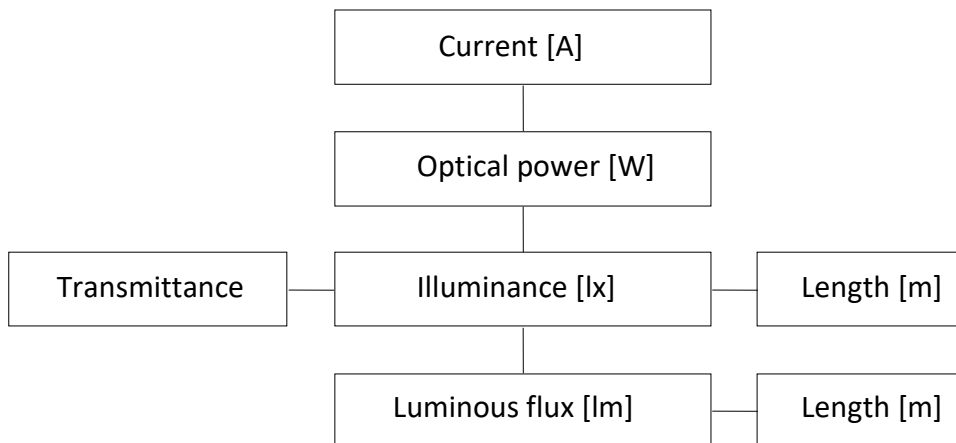 Current [A]
Optical power [W]
Transmittance
Illuminance [lx]
Length [m]
Luminous flux [lm]
Length [m]